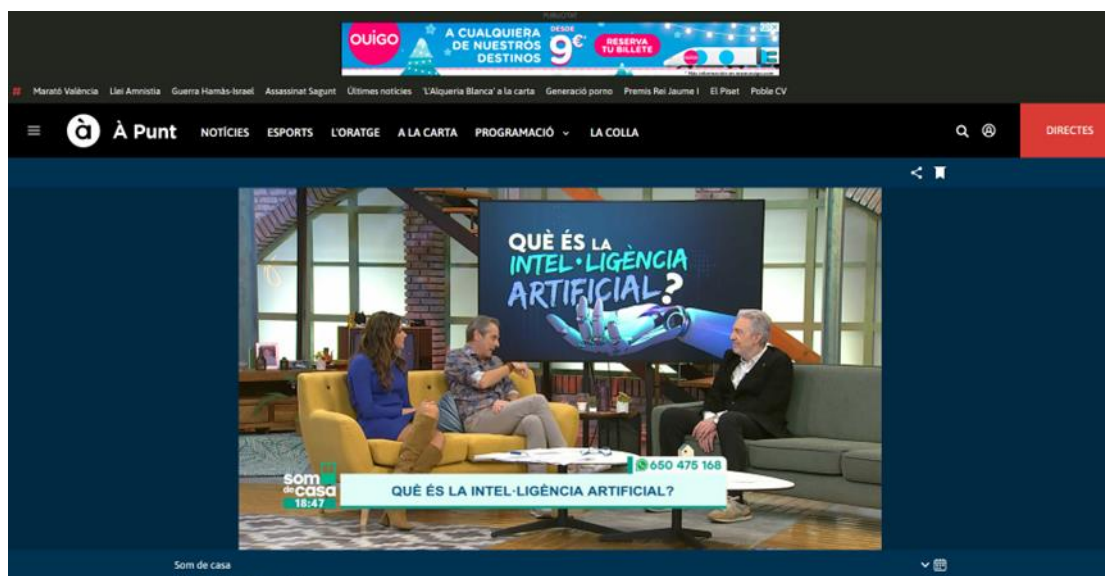 PUBLICITAT
OUIGO
A CUALQUIERA
DE NUESTROS
DESTINOS
DESDE
9€
RESERVA
TU BILLETE
# Marató València Llei Amnistia Guerra Hamàs-Israel Assassinat Sagunt Últimes notícies 'L'Alqueria Blanca' a la carta Generació porno Premis Rei Jaume I El Piset Poble CV
à À Punt NOTÍCIES ESPORTS L'ORATGE A LA CARTA PROGRAMACIÓ LA COLLA DIRECTES
QUÈ ÉS LA
INTEL·LIGÈNCIA
ARTIFICIAL?
650 475 168
som
de casa
18:47
QUÈ ÉS LA INTEL·LIGÈNCIA ARTIFICIAL?
Som de casa